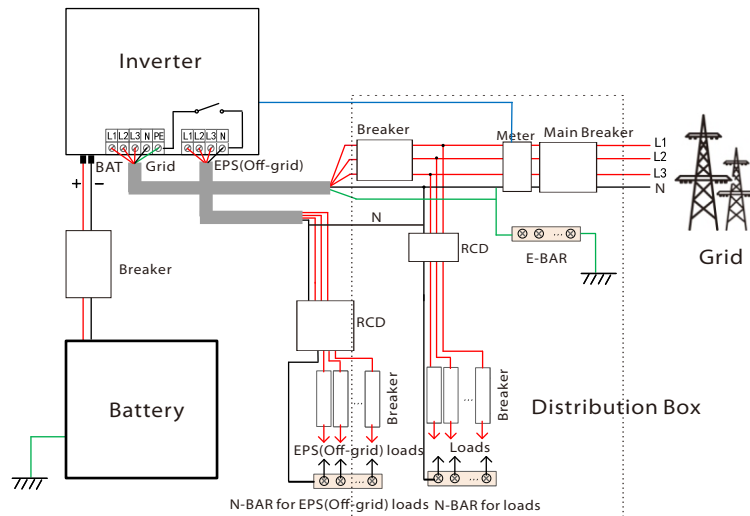 Inverter
L1 L2 L3 N PE
L1 L2 L3 N
BAT
Grid
EPS(Off-grid)
+
−
Breaker
Meter
Main Breaker
L1
L2
L3
N
Grid
E-BAR
N
RCD
Breaker
RCD
Battery
Breaker
Breaker
Distribution Box
EPS(Off-grid) loads
Loads
N-BAR for EPS(Off-grid) loads
N-BAR for loads